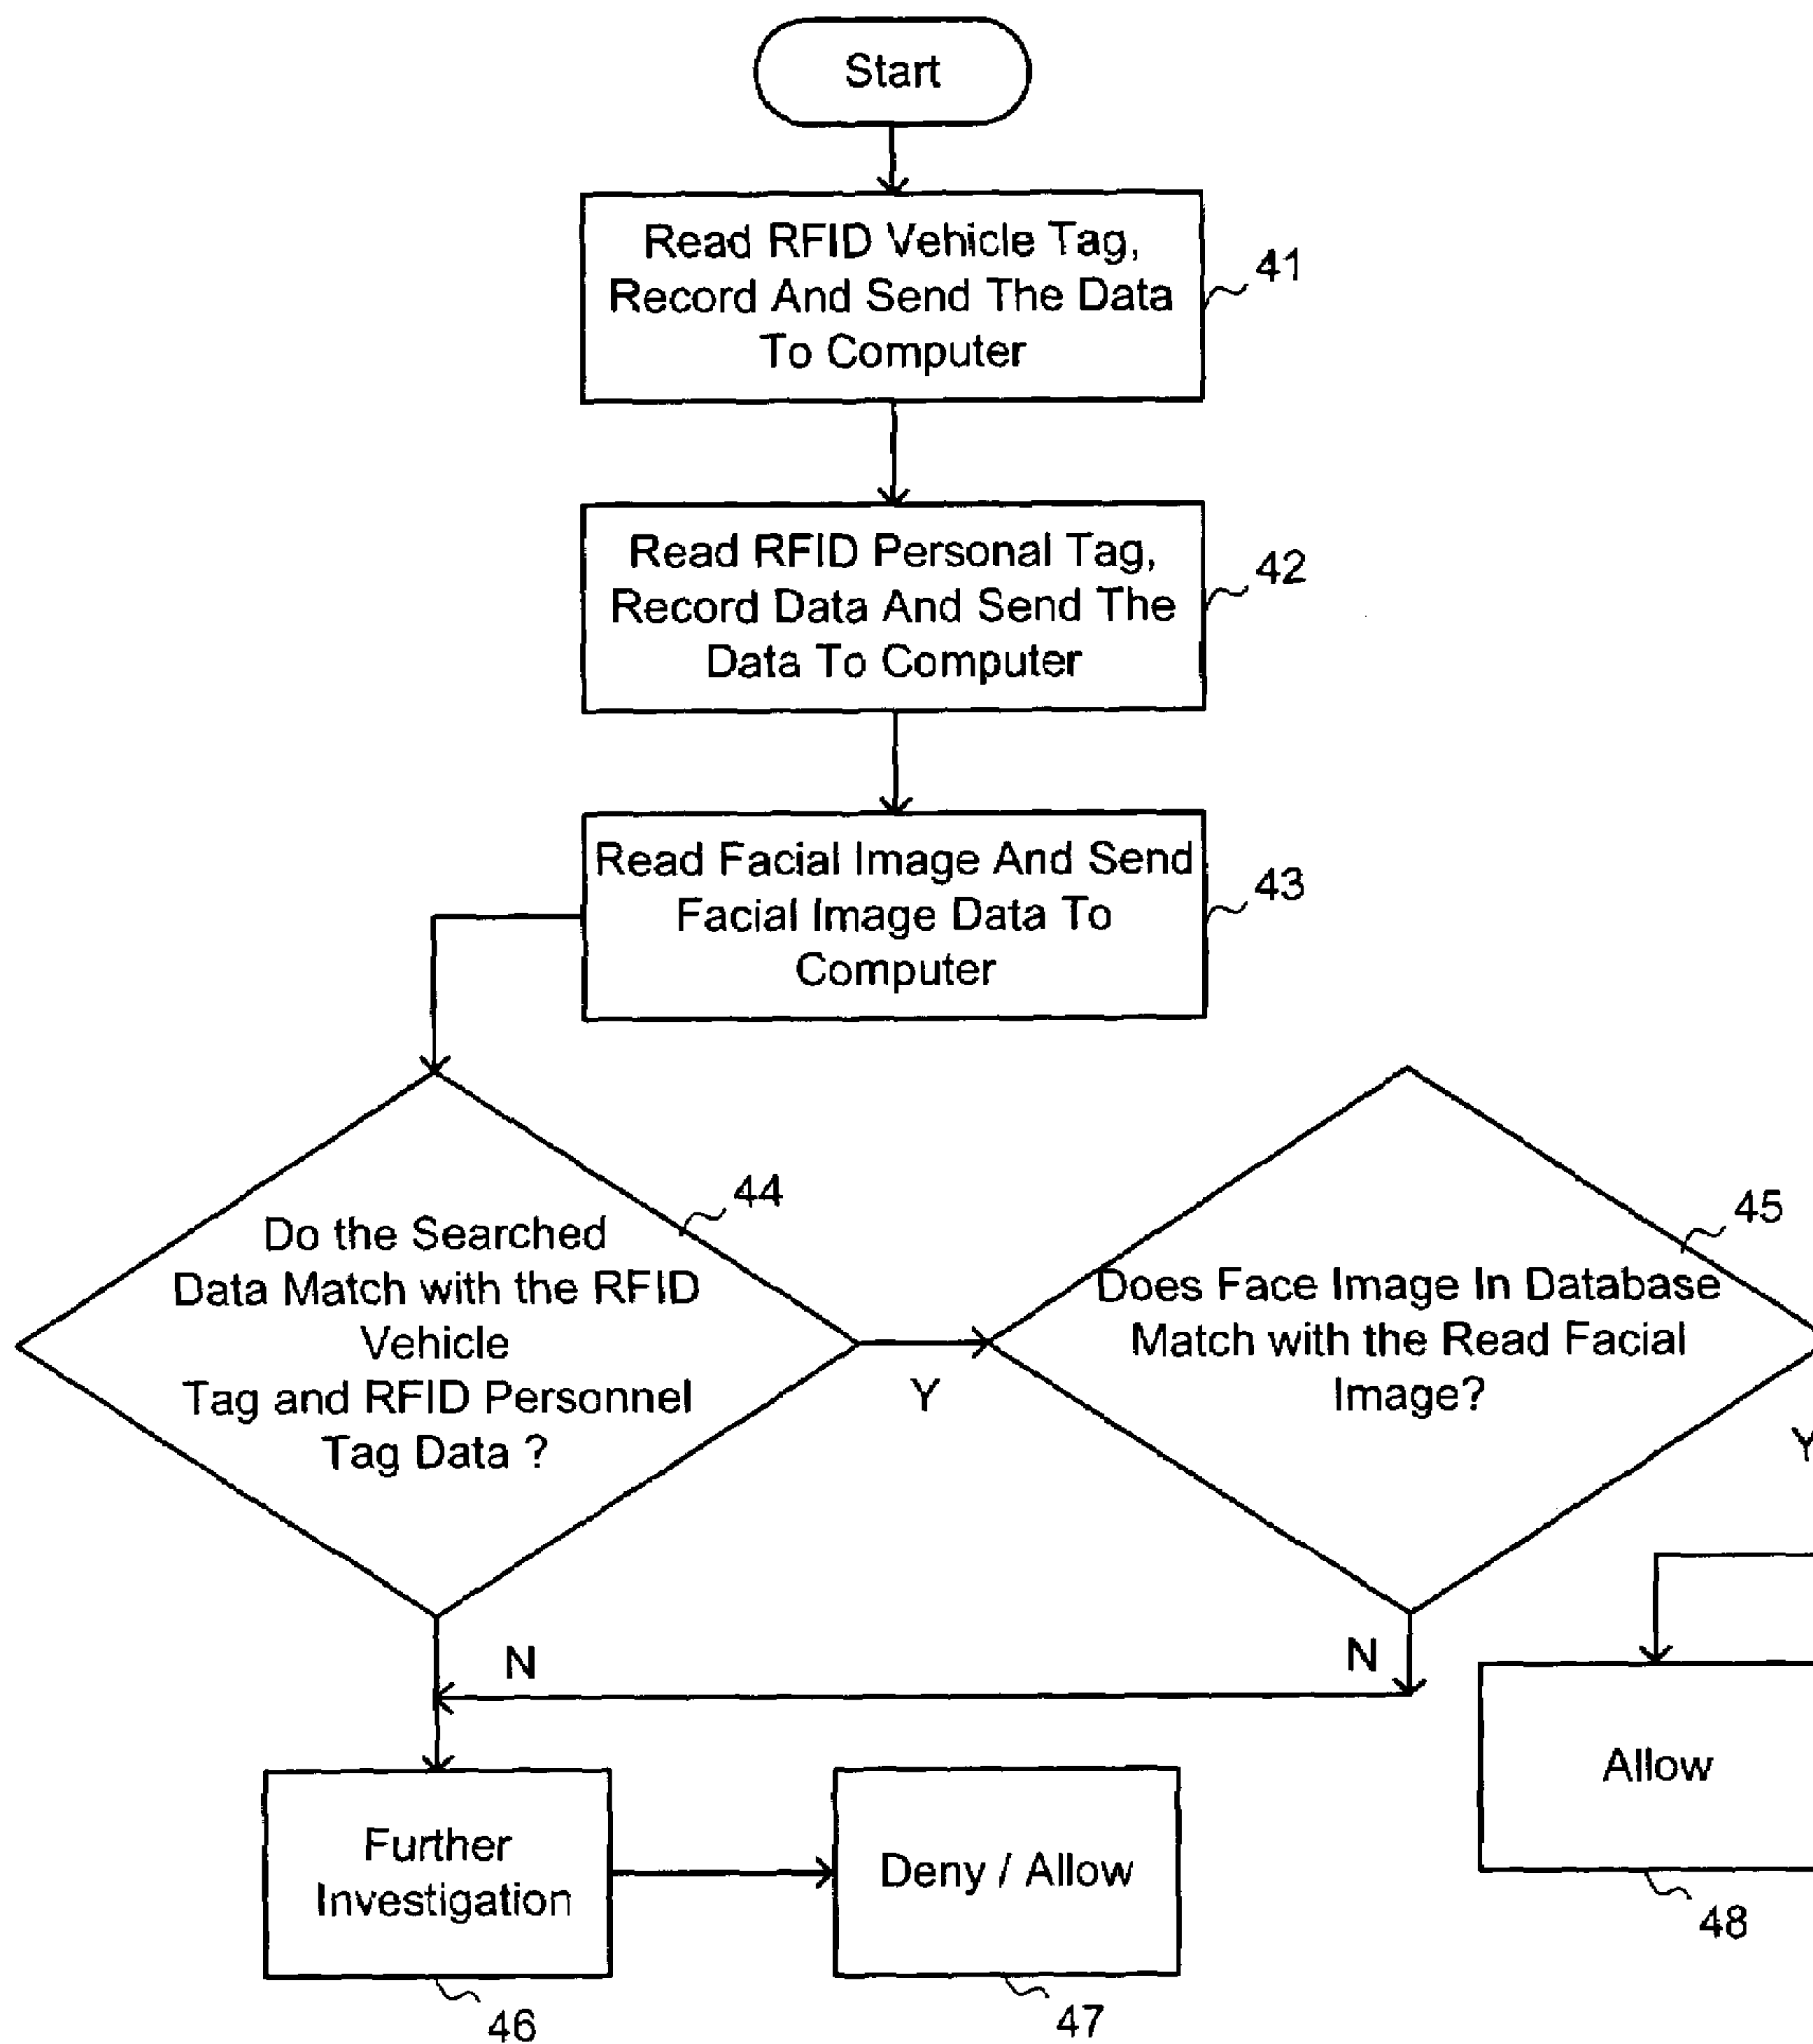 Start
Read RFID Vehicle Tag,
Record And Send The Data
To Computer
41
Read RFID Personal Tag,
Record Data And Send The
Data To Computer
42
Read Facial Image And Send
Facial Image Data To
Computer
43
44
Do the Searched
Data Match with the RFID
Vehicle
Tag and RFID Personnel
Tag Data ?
Y
45
Does Face Image In Database
Match with the Read Facial
Image?
Y
N
N
Further
Investigation
46
Deny / Allow
47
Allow
48